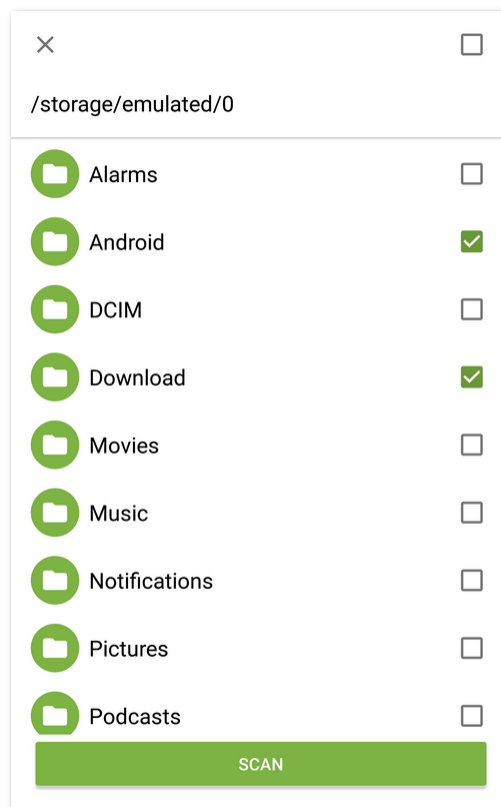 /storage/emulated/0
Alarms
Android
DCIM
Download
Movies
Music
Notifications
Pictures
Podcasts
SCAN